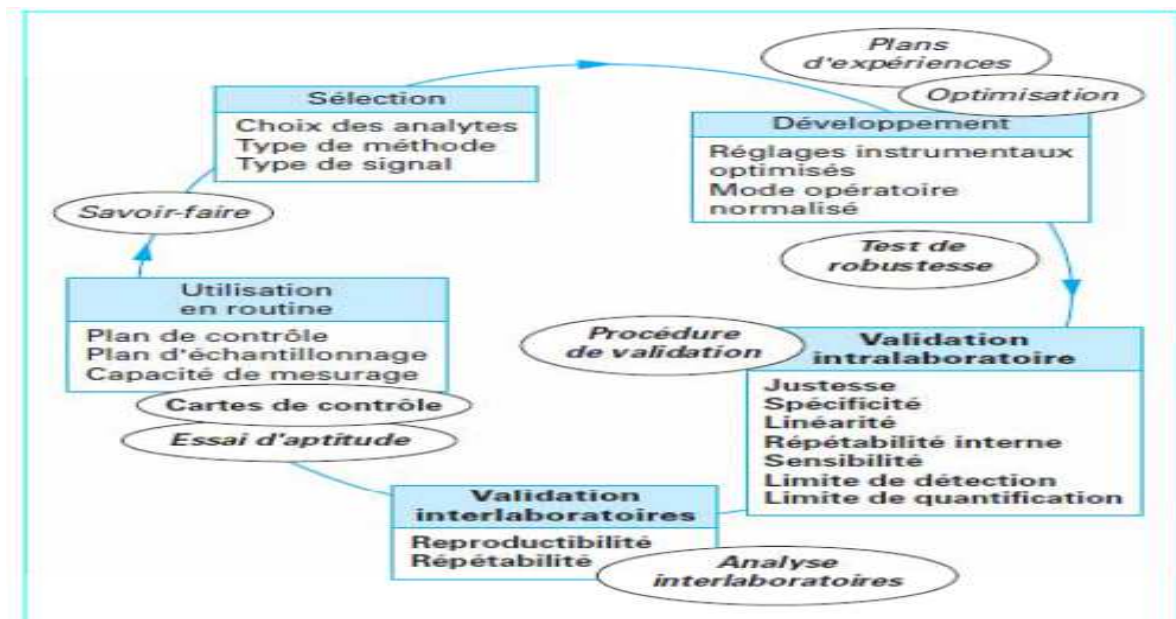 Plans
d'expériences
Optimisation
Sélection
Choix des analytes
Type de méthode
Type de signal
Développement
Réglages instrumentaux
optimisés
Mode opératoire
normalisé
Savoir-faire
Test de
robustesse
Utilisation
en routine
Plan de contrôle
Plan d'échantillonnage
Capacité de mesurage
Cartes de contrôle
Essai d'aptitude
Procédure
de validation
Validation
intralaboratoire
Justesse
Spécificité
Linéarité
Répétabilité interne
Sensibilité
Limite de détection
Limite de quantification
Validation
interlaboratoires
Reproductibilité
Répétabilité
Analyse
interlaboratoires